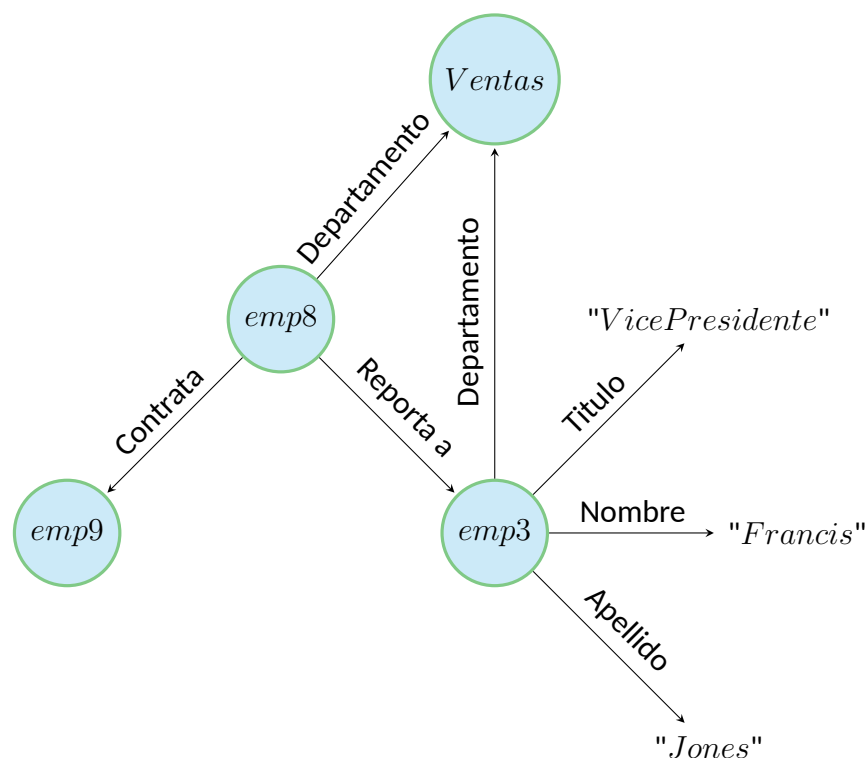 Ventas
Departamento
Departamento
emp8
"VicePresidente"
Contrata
Reporta a
Titulo
emp9
emp3
Nombre
"Francis"
Apellido
"Jones"